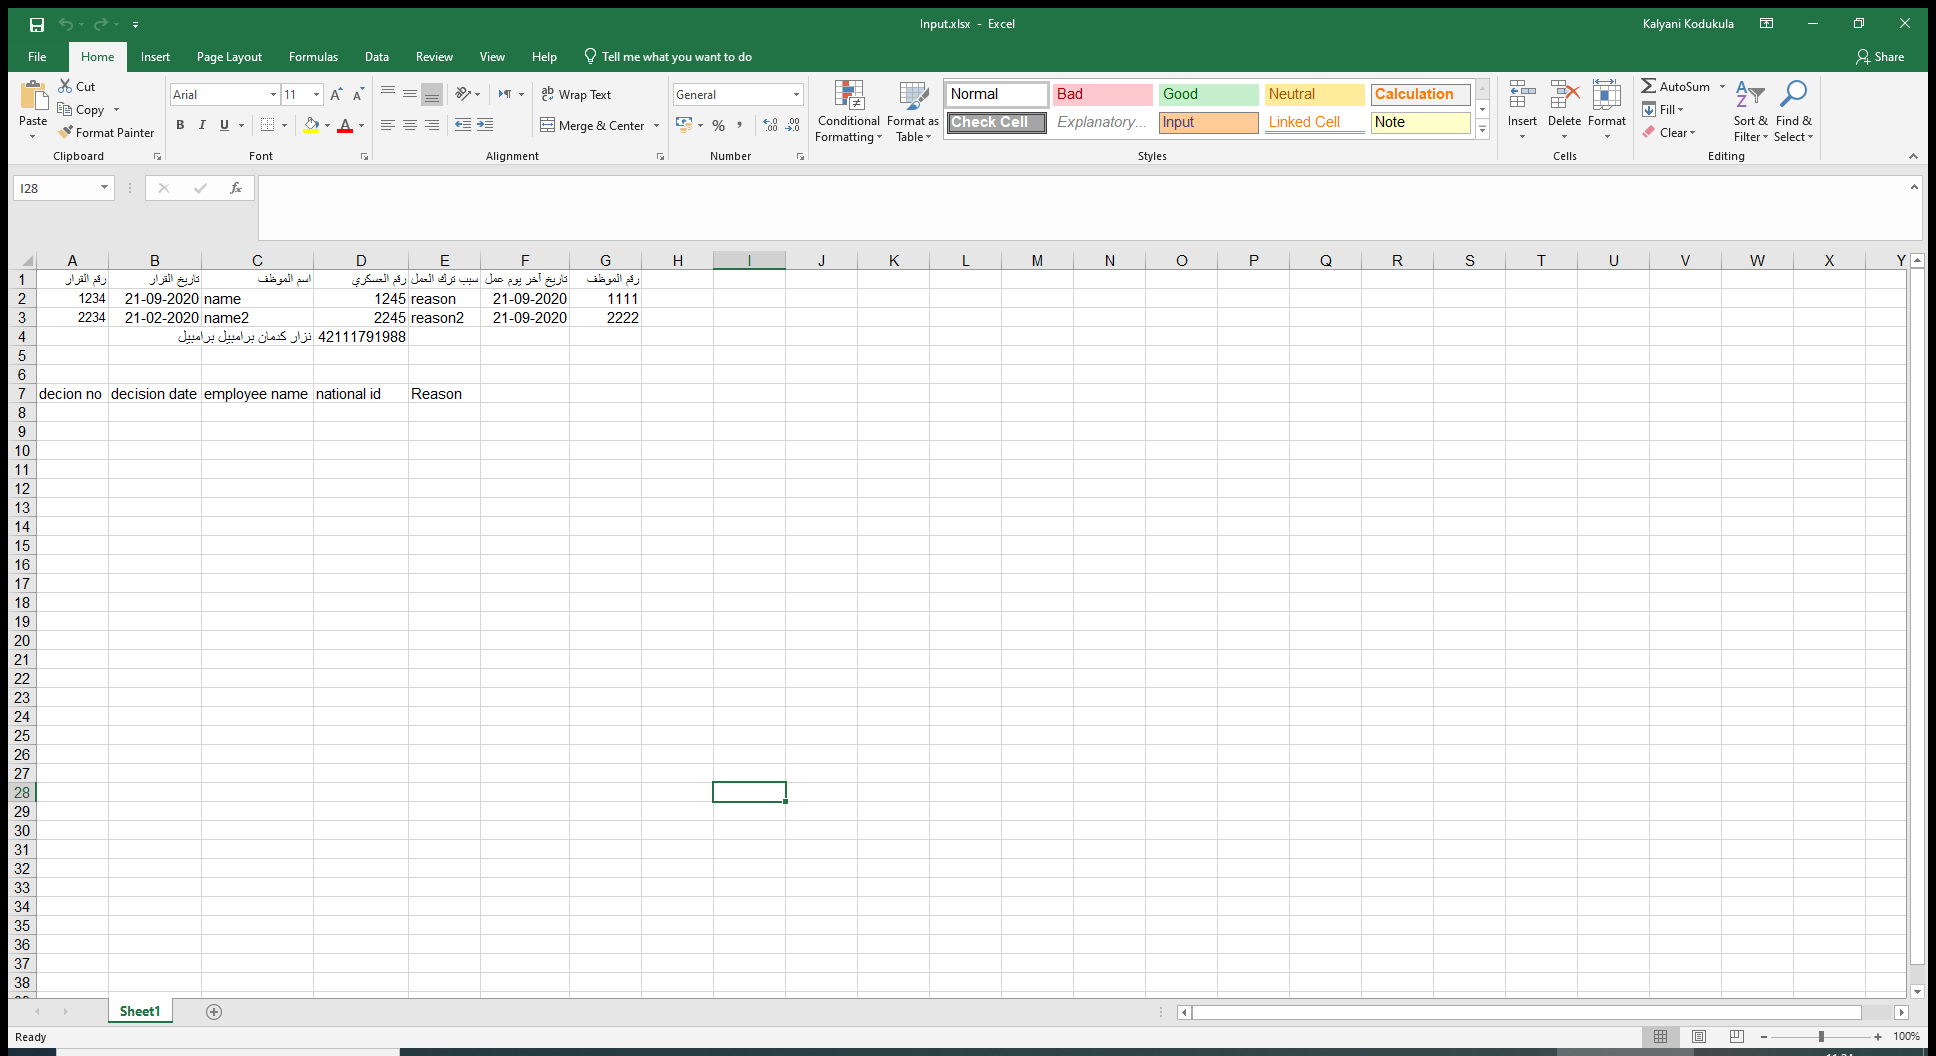 Input.xlsx - Excel
Kalyani Kodukula
File Home Insert Page Layout Formulas Data Review View Help Tell me what you want to do Share
Cut
Copy
Format Painter
Paste
Clipboard
Arial 11
B I U
Font
Wrap Text
Merge & Center
Alignment
General
% ,
Number
Conditional Formatting
Format as Table
Normal Bad Good Neutral Calculation
Check Cell Explanatory... Input Linked Cell Note
Styles
Insert Delete Format
Cells
AutoSum
Fill
Clear
Sort & Filter
Find & Select
Editing
I28 fx
A B C D E F G H I J K L M N O P Q R S T U V W X Y
1 رقم القرار تاريخ القرار اسم الموظف رقم العسكري سبب ترك العمل تاريخ آخر يوم عمل رقم الموظف
2 1234 21-09-2020 name 1245 reason 21-09-2020 1111
3 2234 21-02-2020 name2 2245 reason2 21-09-2020 2222
4 نزار كدمان برامبيل برامبيل 42111791988
5
6
7 decion no decision date employee name national id Reason
8
9
10
11
12
13
14
15
16
17
18
19
20
21
22
23
24
25
26
27
28
29
30
31
32
33
34
35
36
37
38
Sheet1
Ready
100%